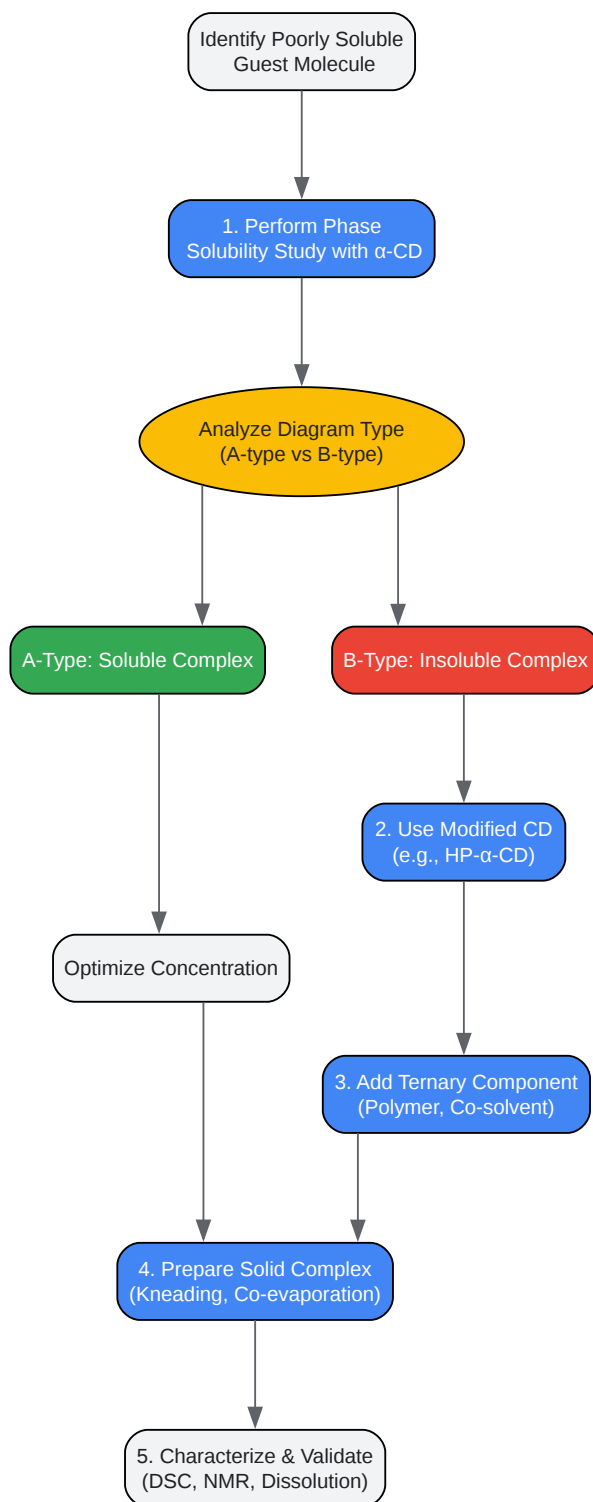 Identify Poorly Soluble
Guest Molecule
1. Perform Phase
Solubility Study with α-CD
Analyze Diagram Type
(A-type vs B-type)
A-Type: Soluble Complex
B-Type: Insoluble Complex
2. Use Modified CD
(e.g., HP-α-CD)
Optimize Concentration
3. Add Ternary Component
(Polymer, Co-solvent)
4. Prepare Solid Complex
(Kneading, Co-evaporation)
5. Characterize & Validate
(DSC, NMR, Dissolution)